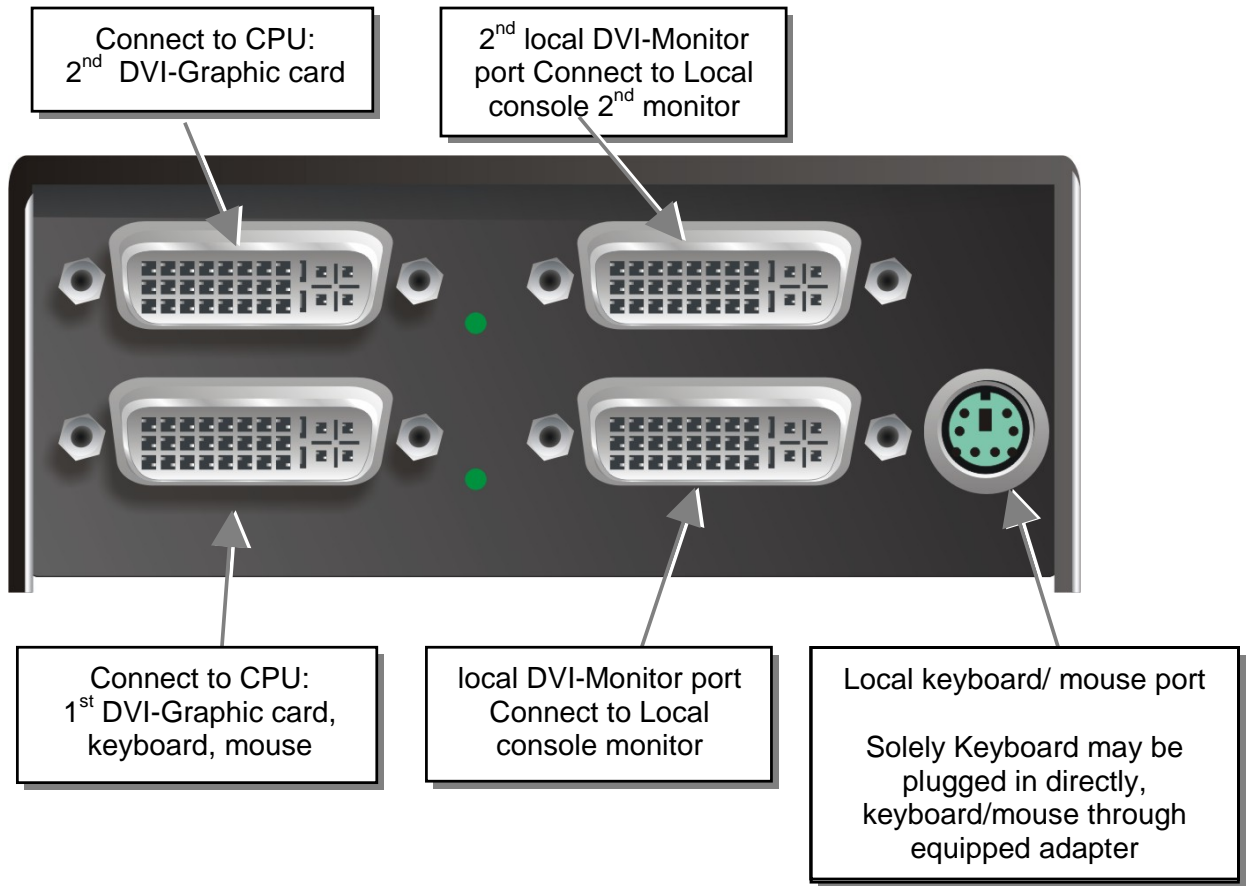 Connect to CPU:
2nd DVI-Graphic card
2nd local DVI-Monitor
port Connect to Local
console 2nd monitor
Connect to CPU:
1st DVI-Graphic card,
keyboard, mouse
local DVI-Monitor port
Connect to Local
console monitor
Local keyboard/ mouse port
Solely Keyboard may be
plugged in directly,
keyboard/mouse through
equipped adapter